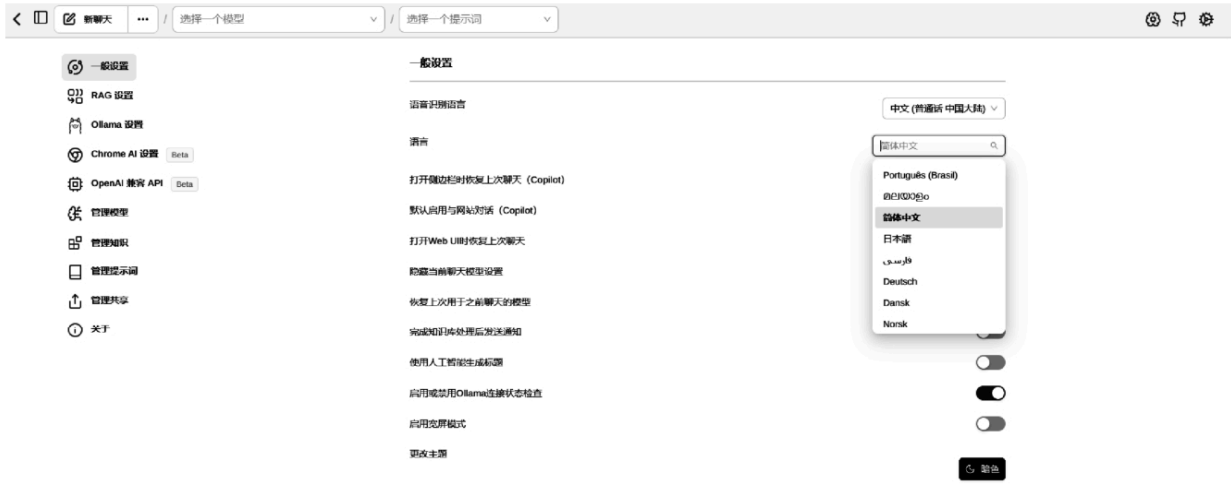 新聊天 ... / 选择一个模型 / 选择一个提示词
一般设置
RAG 设置
Ollama 设置
Chrome AI 设置 Beta
OpenAI 兼容 API Beta
管理模型
管理知识
管理提示词
管理共享
关于
一般设置
语音识别语言
中文 (普通话 中国大陆)
语言
简体中文
Português (Brasil)
മലയാളം
简体中文
日本語
فارسی
Deutsch
Dansk
Norsk
打开侧边栏时恢复上次聊天（Copilot）
默认启用与网站对话（Copilot）
打开Web UI时恢复上次聊天
隐藏当前聊天模型设置
恢复上次用于之前聊天的模型
完成知识库处理后发送通知
使用人工智能生成标题
启用或禁用Ollama连接状态检查
启用宽屏模式
更改主题
暗色